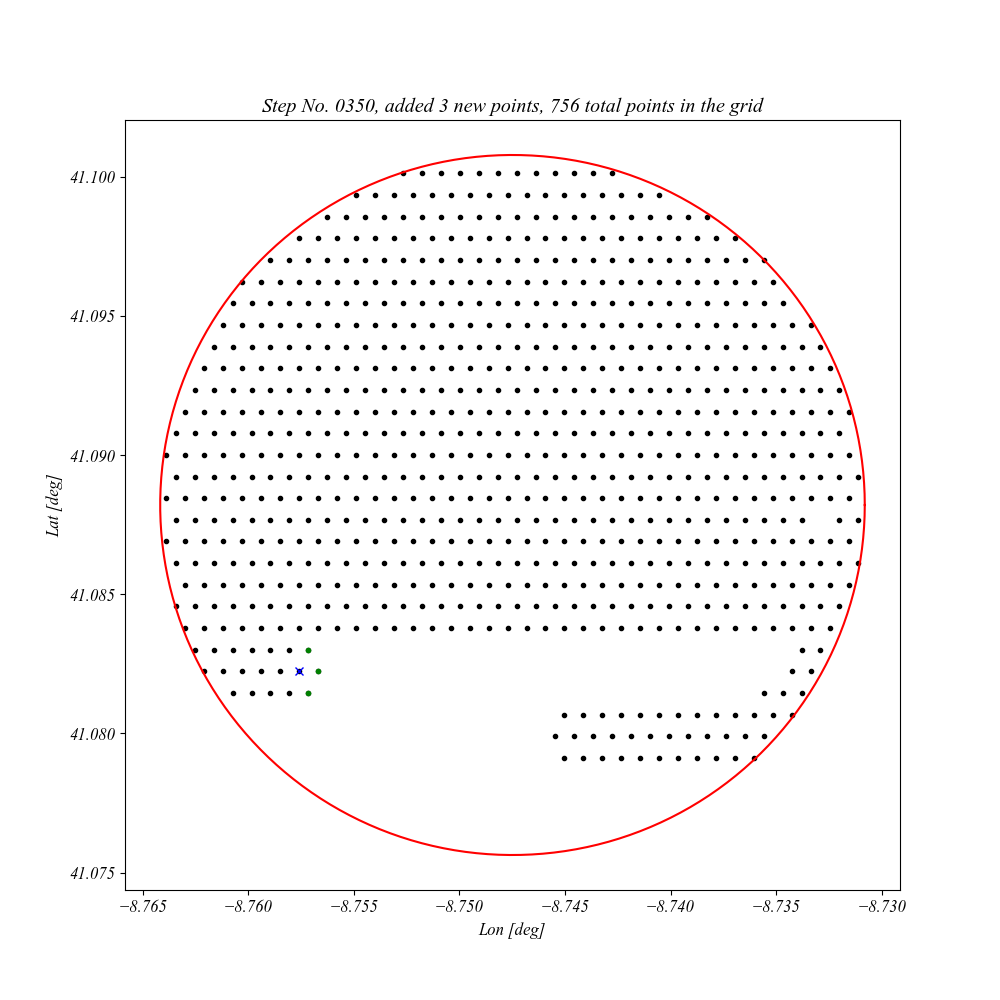 Step No. 0350, added 3 new points, 756 total points in the grid
41.100
41.095
41.090
41.085
41.080
41.075
Lat [deg]
−8.765 −8.760 −8.755 −8.750 −8.745 −8.740 −8.735 −8.730
Lon [deg]